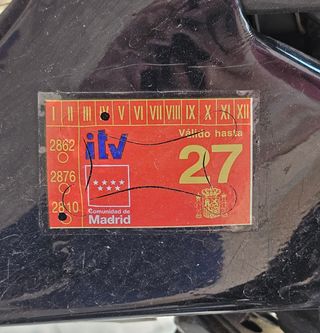 I II III IV V VI VII VIII IX X XI XII
2862
itv
Válido hasta
27
2876
2810
Comunidad de
Madrid